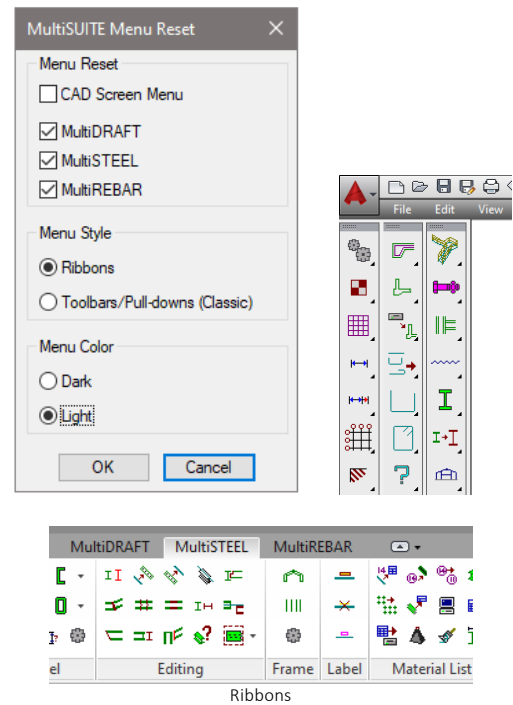 MultiSUITE Menu Reset
Menu Reset
CAD Screen Menu
MultiDRAFT
MultiSTEEL
MultiREBAR
Menu Style
Ribbons
Toolbars/Pull-downs (Classic)
Menu Color
Dark
Light
OK Cancel
File Edit View
MultiDRAFT MultiSTEEL MultiREBAR
el Editing Frame Label Material List
Ribbons